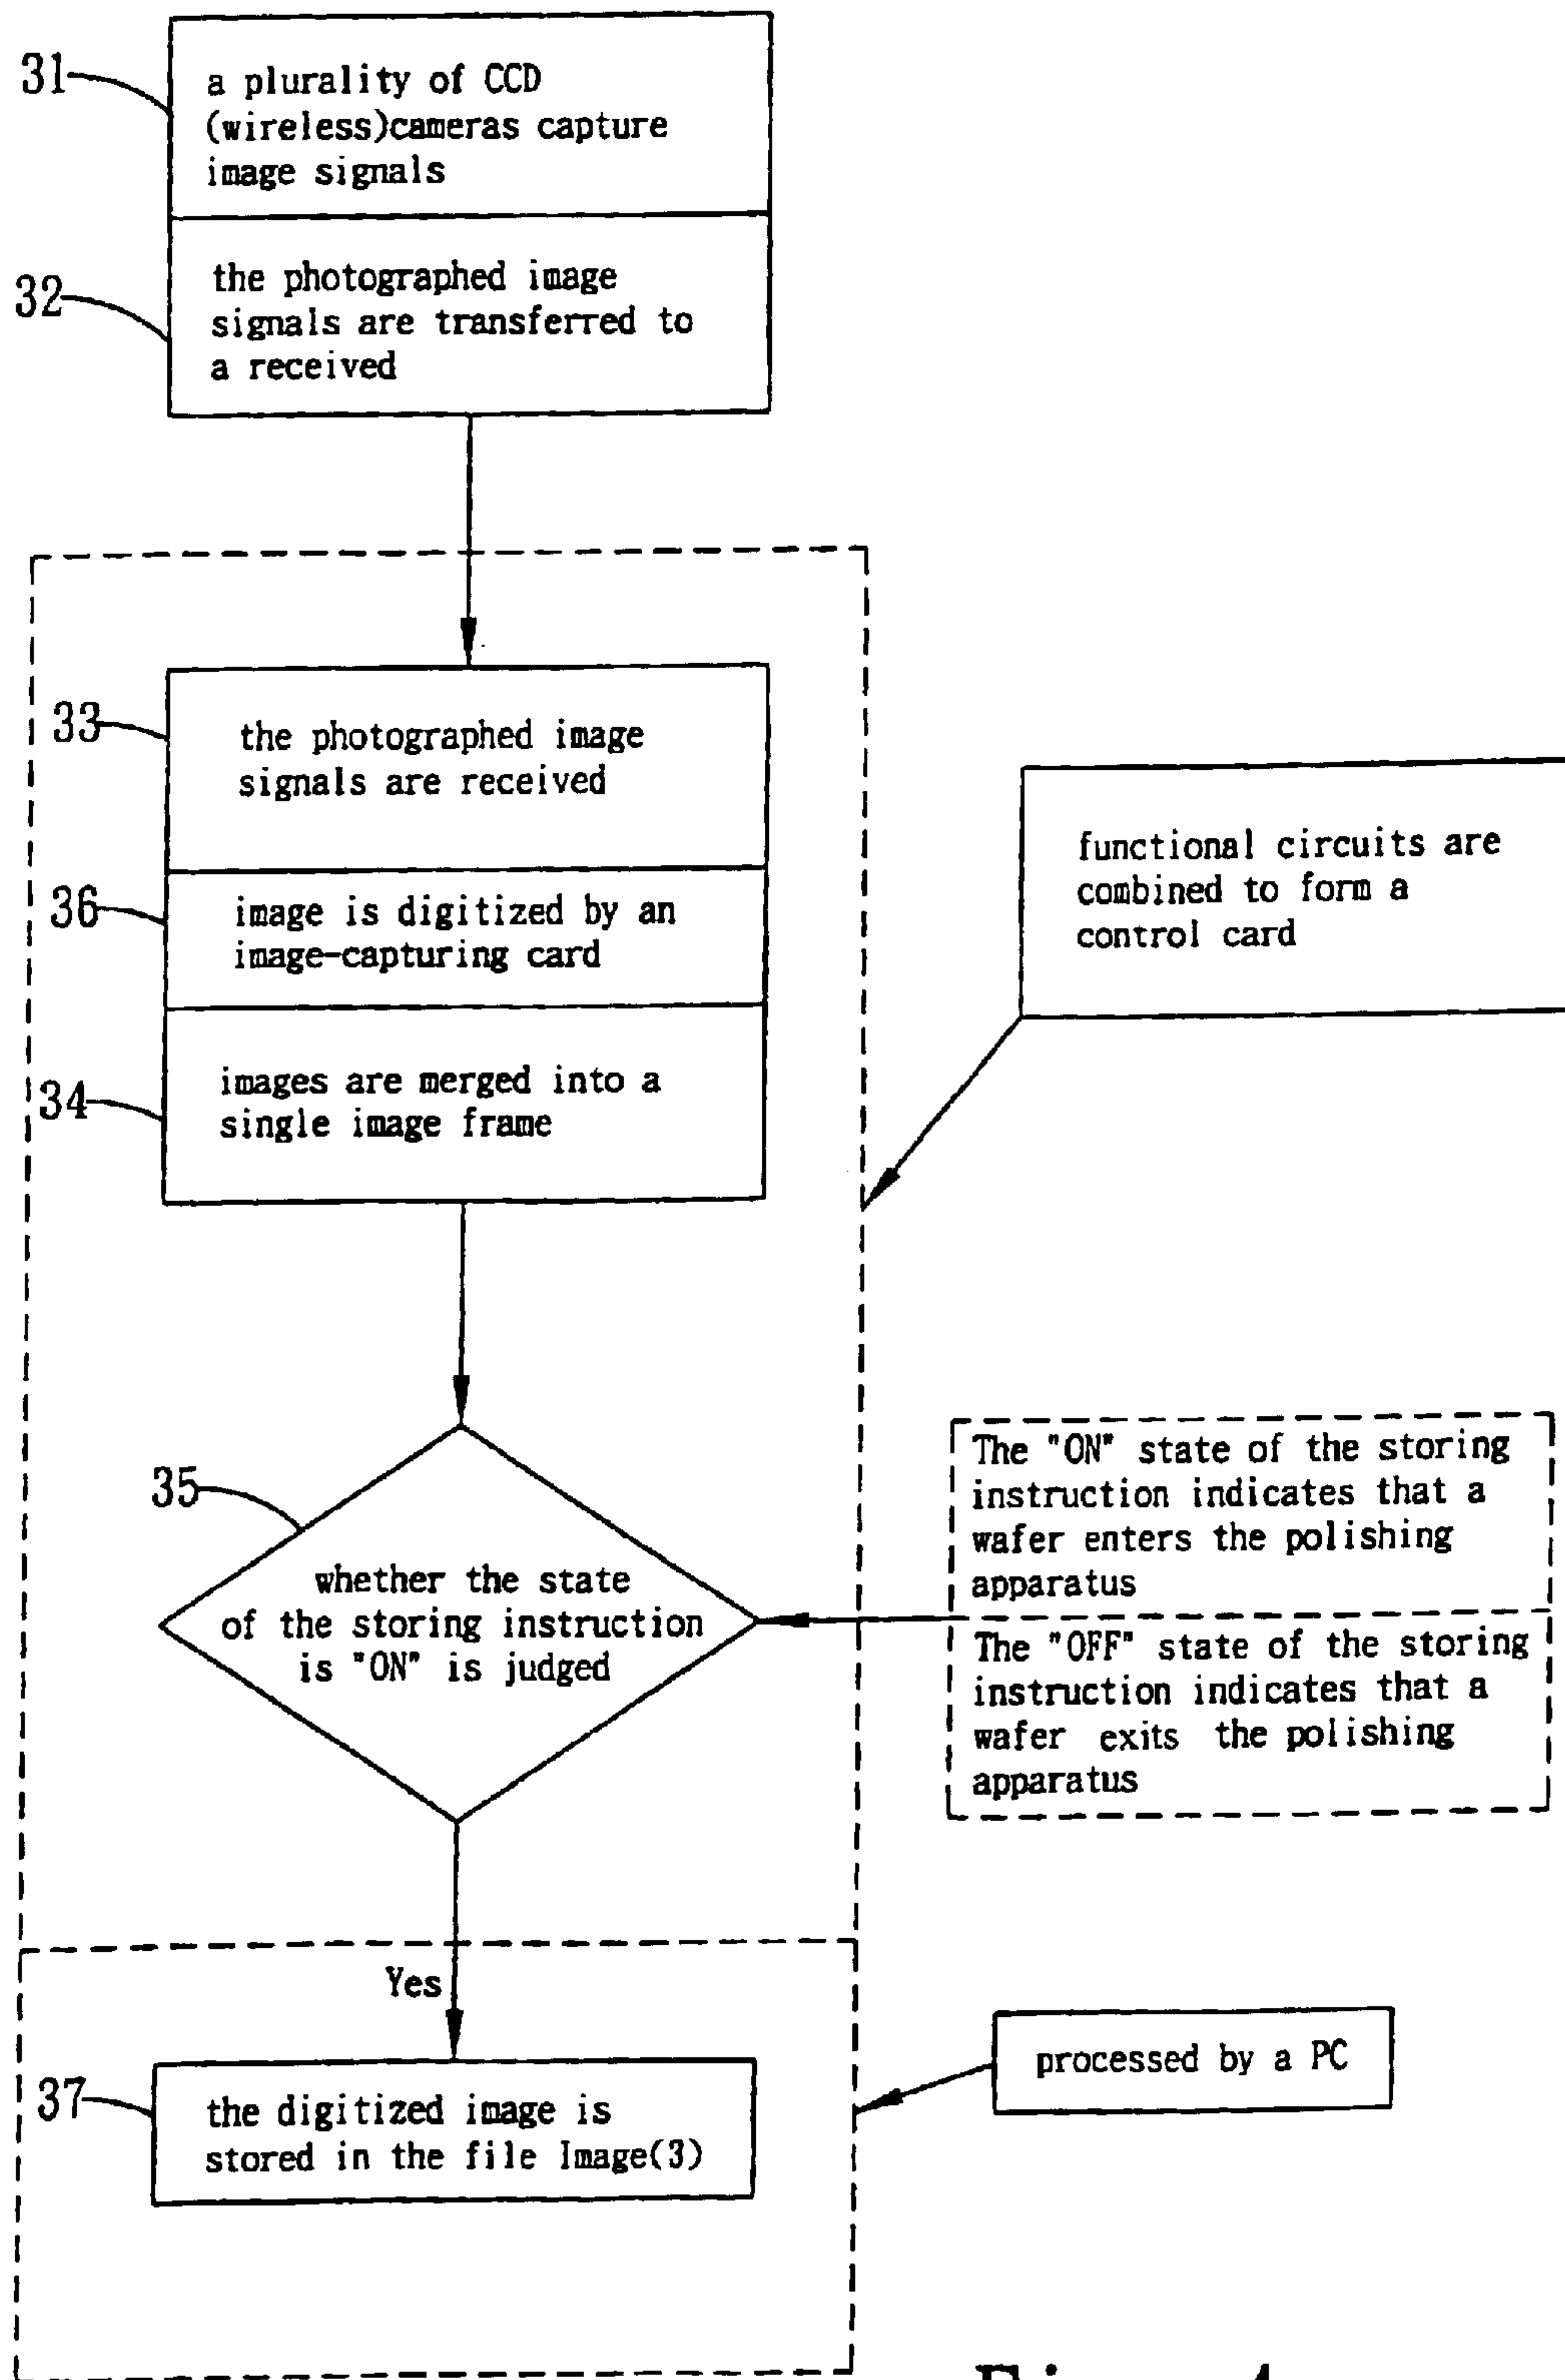 31
a plurality of CCD
(wireless)cameras capture
image signals
32
the photographed image
signals are transferred to
a received
33
the photographed image
signals are received
36
image is digitized by an
image-capturing card
34
images are merged into a
single image frame
functional circuits are
combined to form a
control card
35
whether the state
of the storing instruction
is "ON" is judged
The "ON" state of the storing
instruction indicates that a
wafer enters the polishing
apparatus
The "OFF" state of the storing
instruction indicates that a
wafer exits the polishing
apparatus
Yes
37
the digitized image is
stored in the file Image(3)
processed by a PC